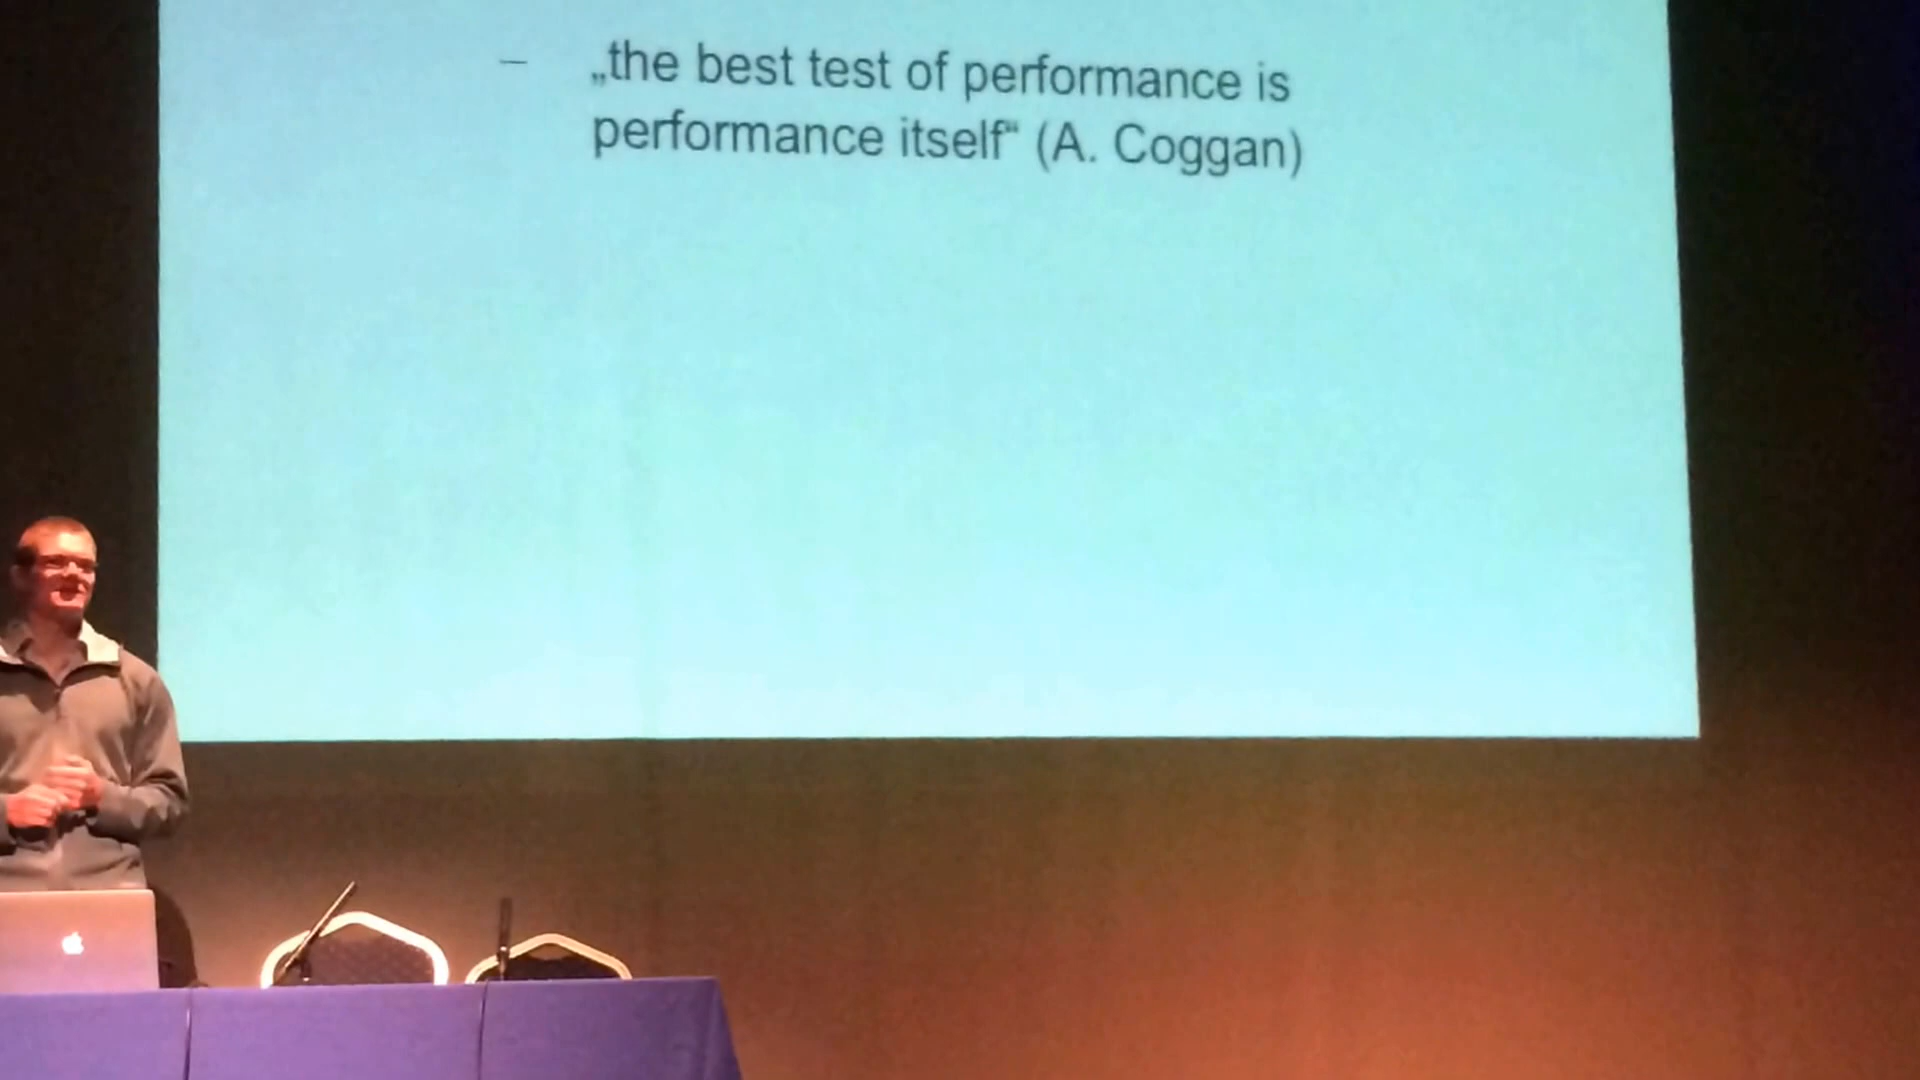 – „the best test of performance is
performance itself“ (A. Coggan)